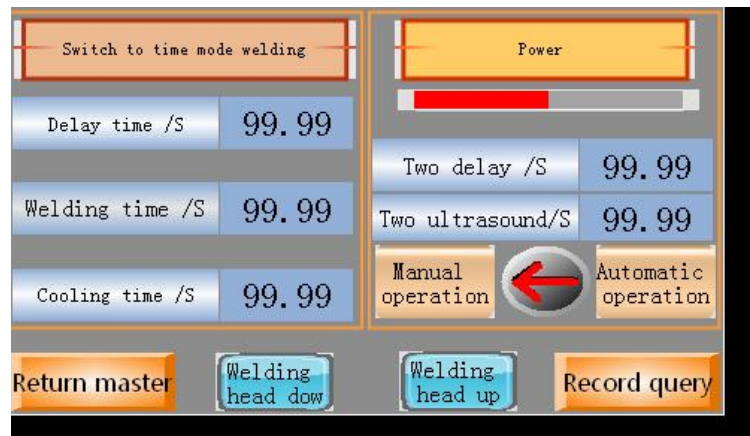 Switch to time mode welding
Delay time /S 99.99
Welding time /S 99.99
Cooling time /S 99.99
Power
Two delay /S 99.99
Two ultrasound/S 99.99
Manual
operation
Automatic
operation
Return master
Welding
head dow
Welding
head up
Record query